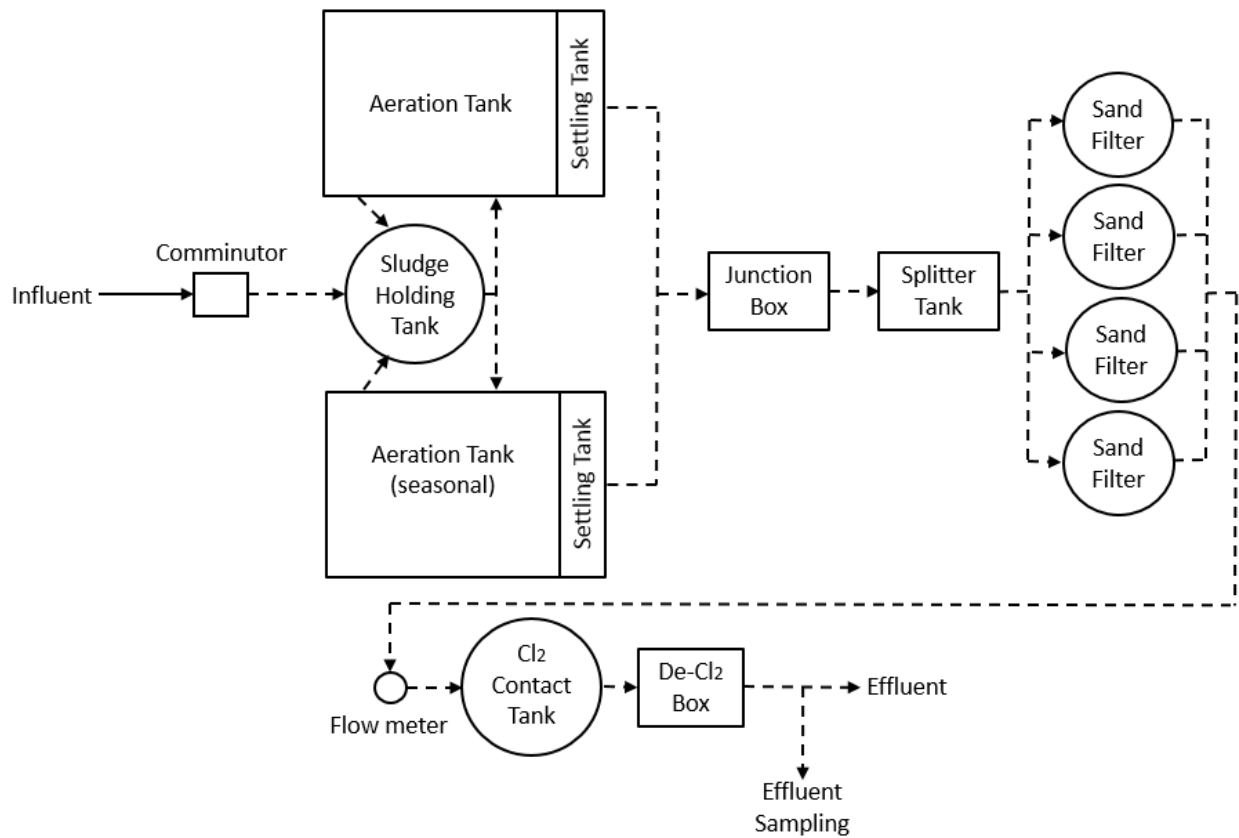 Aeration Tank
Settling Tank
Sand
Filter
Comminutor
Sludge
Holding
Tank
Influent
Sand
Filter
Junction
Box
Splitter
Tank
Sand
Filter
Aeration Tank
(seasonal)
Settling Tank
Sand
Filter
Cl2
Contact
Tank
De-Cl2
Box
Effluent
Flow meter
Effluent
Sampling